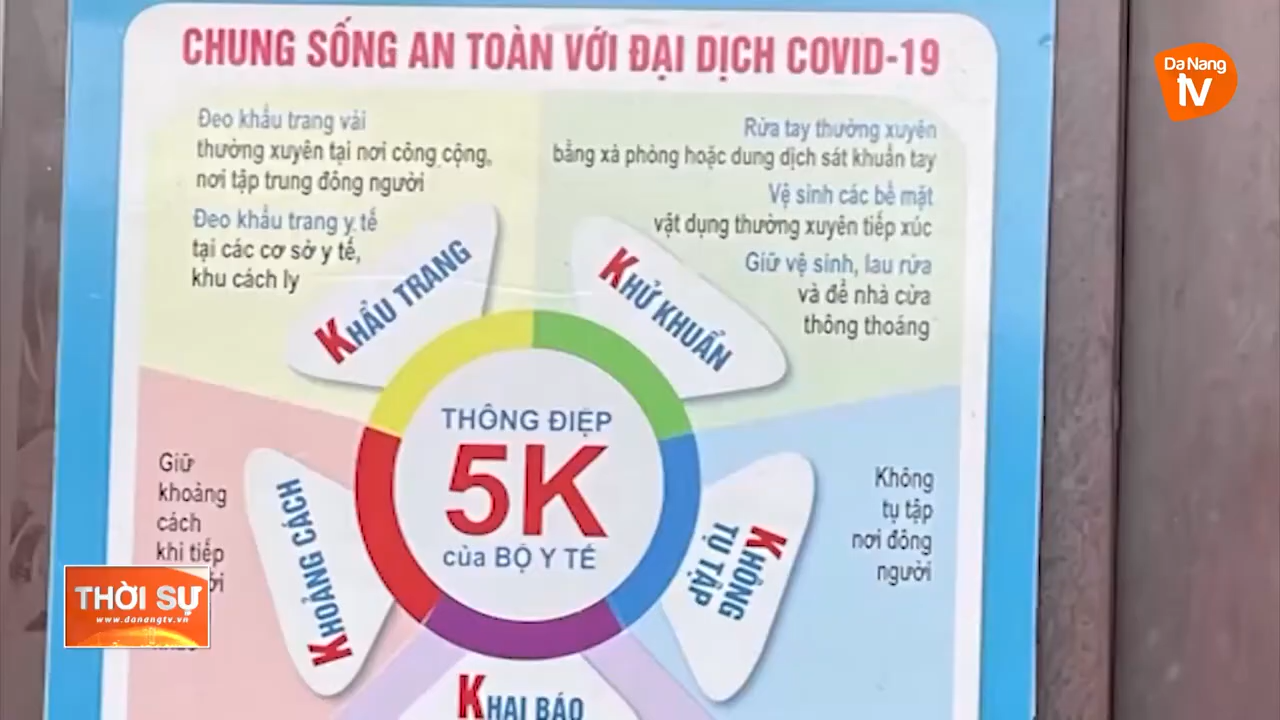 CHUNG SỐNG AN TOÀN VỚI ĐẠI DỊCH COVID-19
Da Nang
tv
Đeo khẩu trang vải
thường xuyên tại nơi công cộng,
nơi tập trung đông người
Đeo khẩu trang y tế
tại các cơ sở y tế,
khu cách ly
Rửa tay thường xuyên
bằng xà phòng hoặc dung dịch sát khuẩn tay
Vệ sinh các bề mặt
vật dụng thường xuyên tiếp xúc
Giữ vệ sinh, lau rửa
và để nhà cửa
thông thoáng
KHẨU TRANG
KHỬ KHUẨN
THÔNG ĐIỆP
5K
của BỘ Y TẾ
Giữ
khoảng
cách
khi tiếp
KHOẢNG CÁCH
KHÔNG
TỤ TẬP
Không
tụ tập
nơi đông
người
KHAI BÁO
THỜI SỰ
www.danangtv.vn